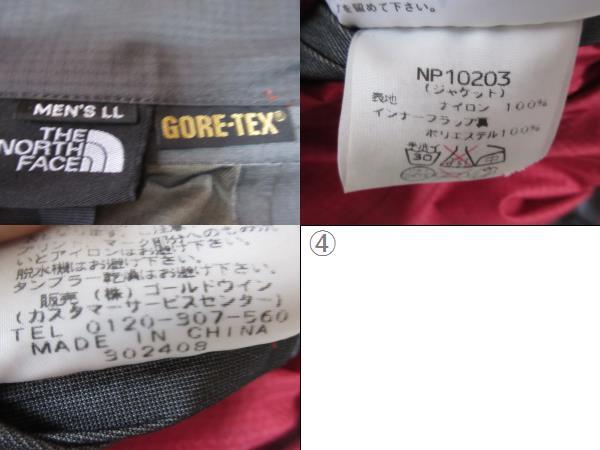 MEN'S LL
THE
NORTH
FACE
GORE-TEX®
を留めて下さい。
NP10203
(ジャケット)
表地 ナイロン 100%
インナーフラップ裏
ポリエステル100%
手洗イ
30
いとアイロンはお避け下さい。
脱水機はお避け下さい。
タンブラー乾燥はお避け下さい。
販売 (株) ゴールドウイン
(カスタマーサービスセンター)
TEL 0120-307-560
MADE IN CHINA
302408
④